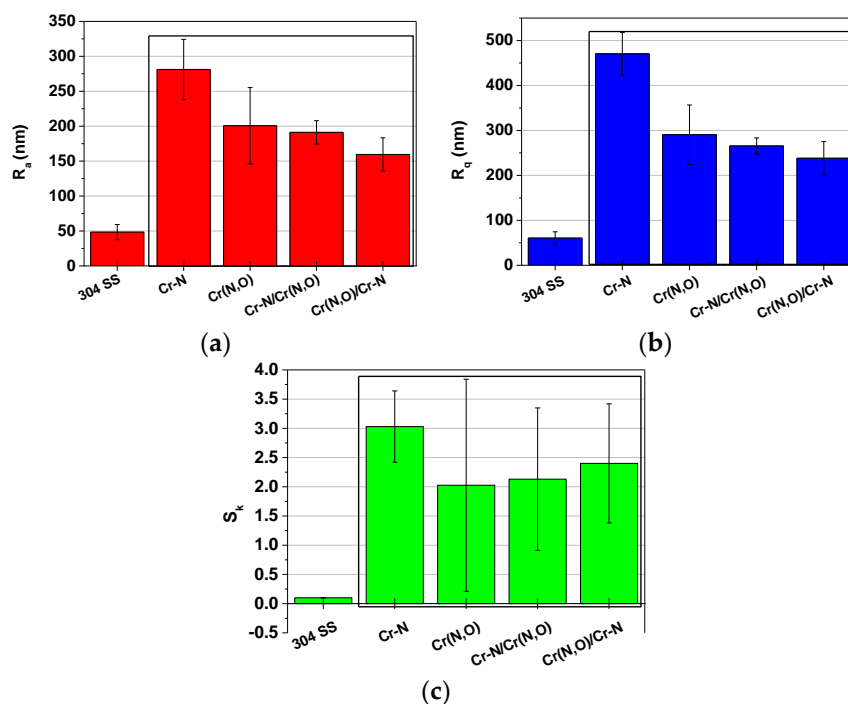 350
300
250
200
150
100
50
0
Rₐ (nm)
304 SS
Cr-N
Cr(N,O)
Cr-N/Cr(N,O)
Cr(N,O)/Cr-N
(a)
500
400
300
200
100
0
R_q (nm)
304 SS
Cr-N
Cr(N,O)
Cr-N/Cr(N,O)
Cr(N,O)/Cr-N
(b)
4.0
3.5
3.0
2.5
2.0
1.5
1.0
0.5
0.0
-0.5
Sₖ
304 SS
Cr-N
Cr(N,O)
Cr-N/Cr(N,O)
Cr(N,O)/Cr-N
(c)